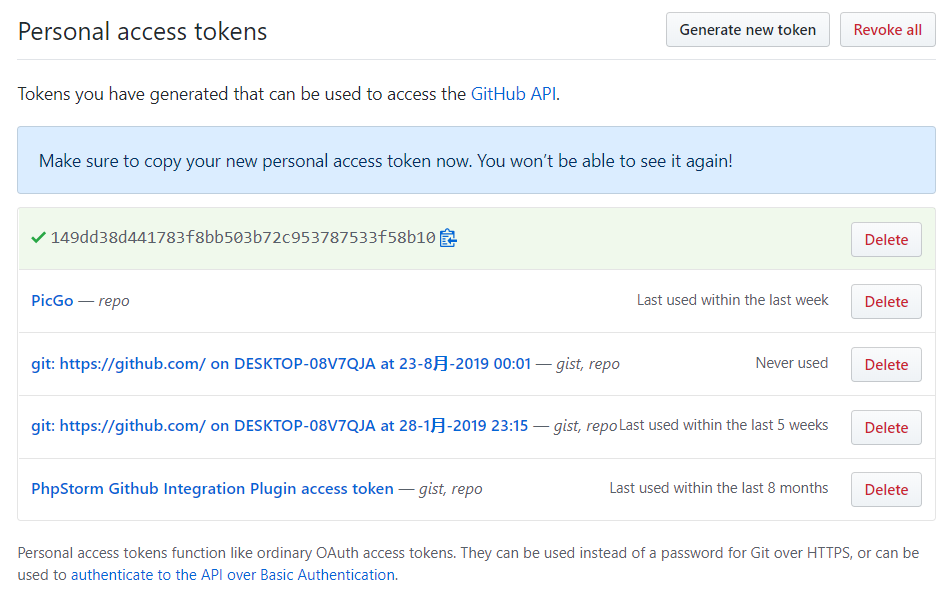 Personal access tokens
Generate new token
Revoke all
Tokens you have generated that can be used to access the GitHub API.
Make sure to copy your new personal access token now. You won’t be able to see it again!
149dd38d441783f8bb503b72c953787533f58b10
Delete
PicGo — repo
Last used within the last week
Delete
git: https://github.com/ on DESKTOP-08V7QJA at 23-8月-2019 00:01 — gist, repo
Never used
Delete
git: https://github.com/ on DESKTOP-08V7QJA at 28-1月-2019 23:15 — gist, repo
Last used within the last 5 weeks
Delete
PhpStorm Github Integration Plugin access token — gist, repo
Last used within the last 8 months
Delete
Personal access tokens function like ordinary OAuth access tokens. They can be used instead of a password for Git over HTTPS, or can be
used to authenticate to the API over Basic Authentication.